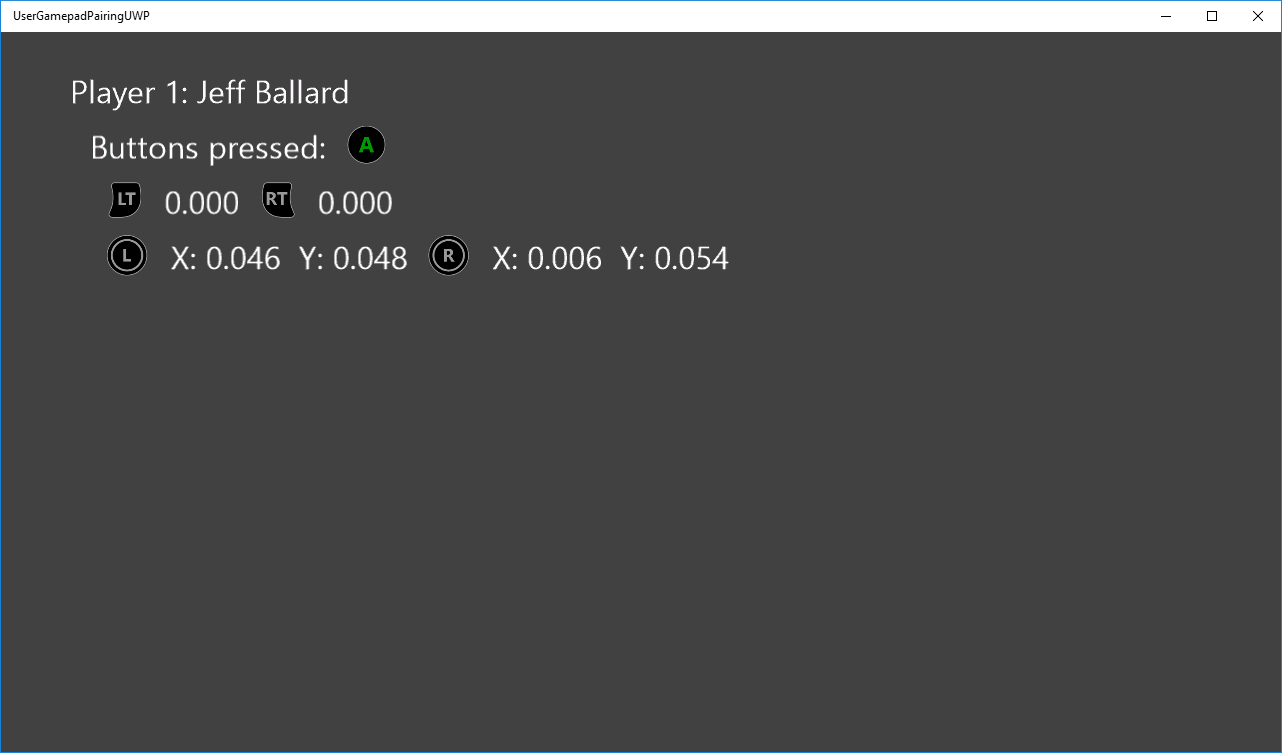 UserGamepadPairingUWP
Player 1: Jeff Ballard
Buttons pressed: A
LT 0.000 RT 0.000
L X: 0.046 Y: 0.048 R X: 0.006 Y: 0.054